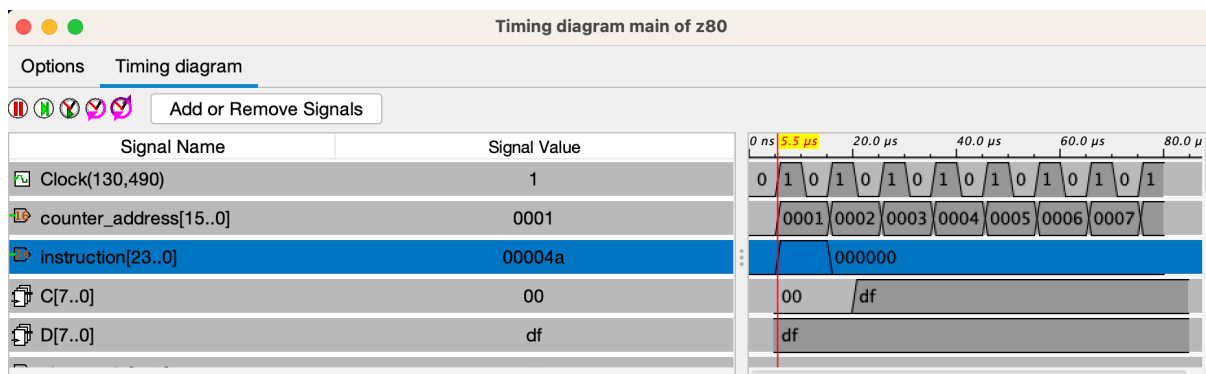 Timing diagram main of z80
Options Timing diagram
Add or Remove Signals
Signal Name Signal Value 0 ns 5.5 µs 20.0 µs 40.0 µs 60.0 µs 80.0 µ
Clock(130,490) 1 0 1 0 1 0 1 0 1 0 1 0 1 0 1 0 1
counter_address[15..0] 0001 0001 0002 0003 0004 0005 0006 0007
instruction[23..0] 00004a 000000
C[7..0] 00 00 df
D[7..0] df df